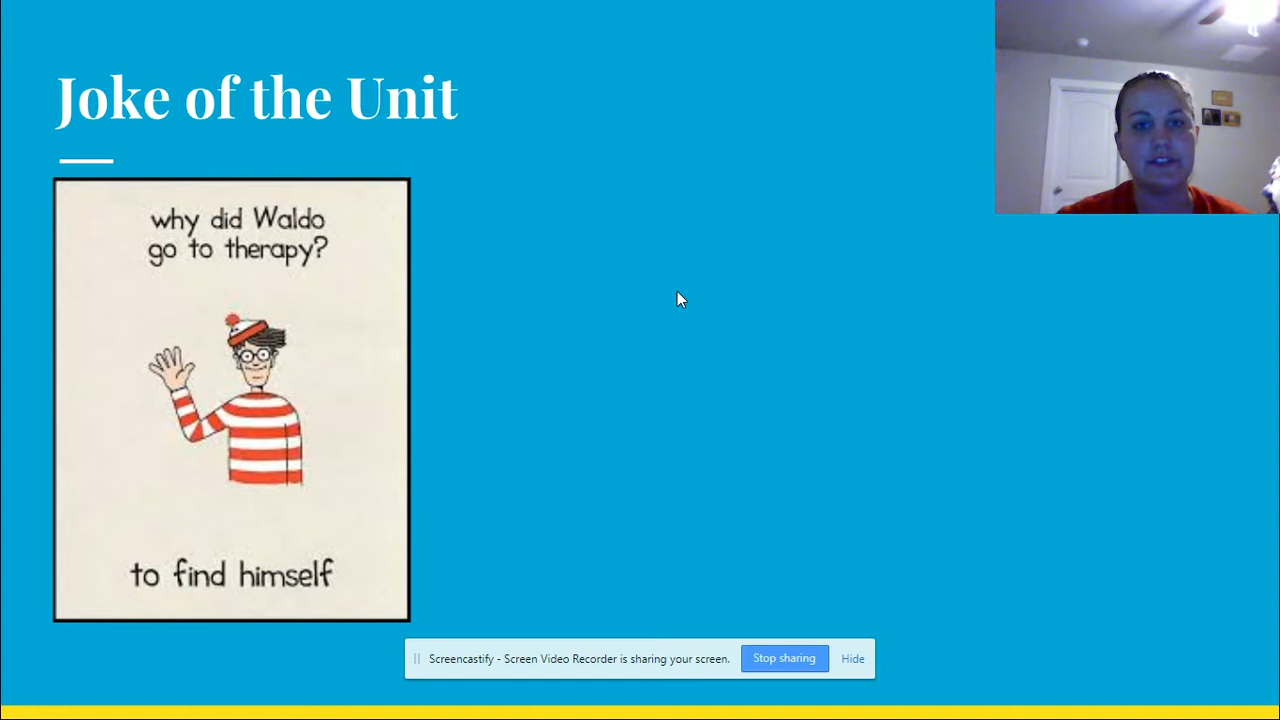 Joke of the Unit
why did Waldo
go to therapy?
to find himself
Screencastify - Screen Video Recorder is sharing your screen.
Stop sharing
Hide